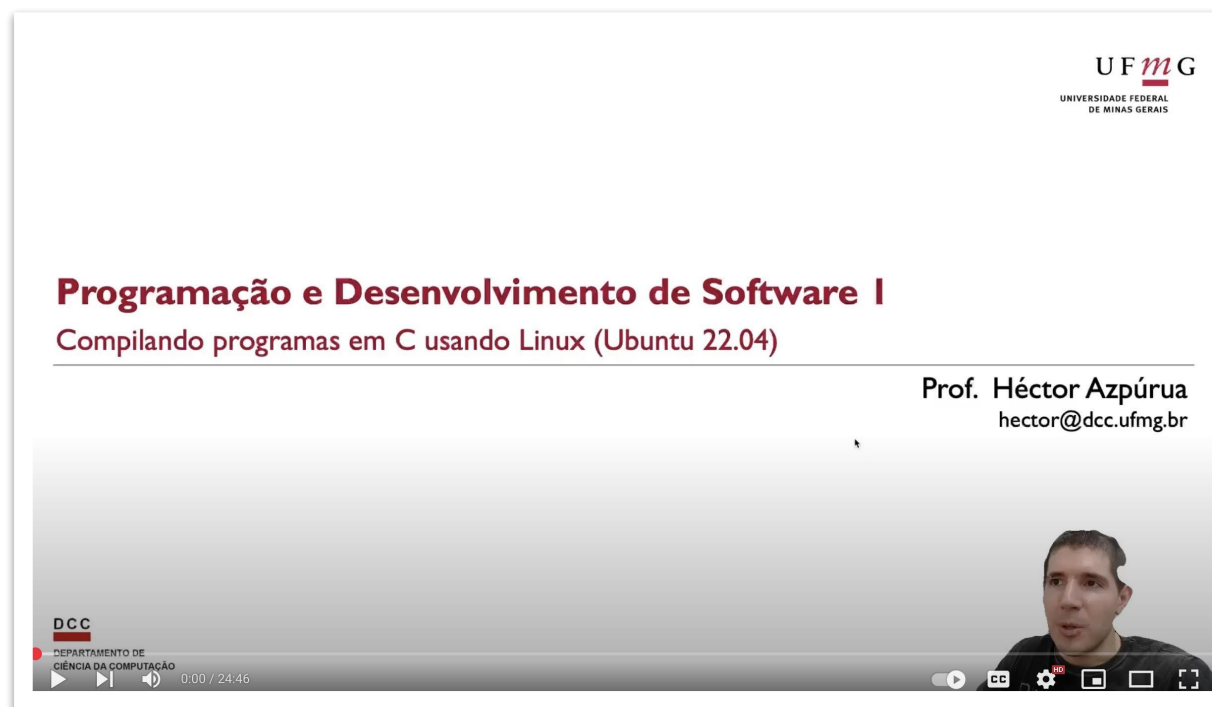 UFmG
UNIVERSIDADE FEDERAL
DE MINAS GERAIS
Programação e Desenvolvimento de Software 1
Compilando programas em C usando Linux (Ubuntu 22.04)
Prof. Héctor Azpúrua
hector@dcc.ufmg.br
DCC
DEPARTAMENTO DE
CIÊNCIA DA COMPUTAÇÃO
0:00 / 24:46
CC
HD